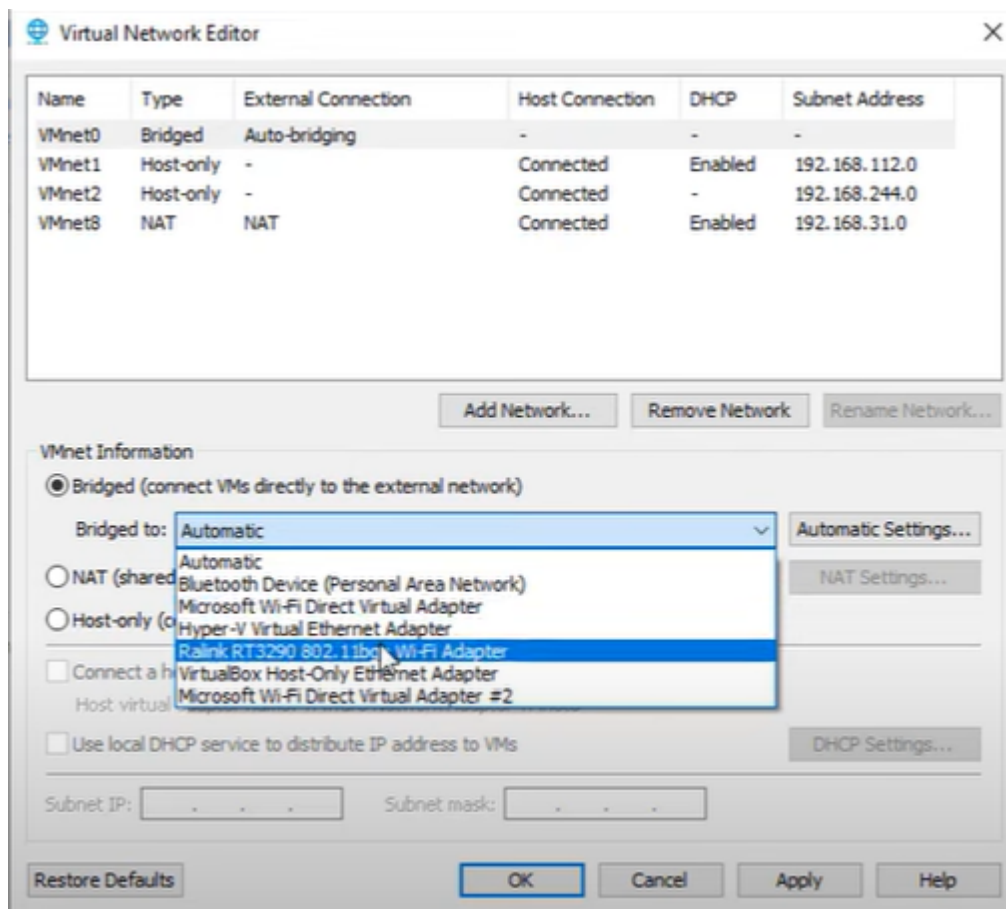 Virtual Network Editor
Name Type External Connection Host Connection DHCP Subnet Address
VMnet0 Bridged Auto-bridging - - -
VMnet1 Host-only - Connected Enabled 192.168.112.0
VMnet2 Host-only - Connected - 192.168.244.0
VMnet8 NAT NAT Connected Enabled 192.168.31.0
Add Network... Remove Network Rename Network...
VMnet Information
Bridged (connect VMs directly to the external network)
Bridged to: Automatic Automatic Settings...
Automatic
NAT (shared Bluetooth Device (Personal Area Network) NAT Settings...
Microsoft Wi-Fi Direct Virtual Adapter
Host-only (c Hyper-V Virtual Ethernet Adapter
Ralink RT3290 Wi-Fi Adapter
Connect a h VirtualBox Host-Only Ethernet Adapter
Microsoft Wi-Fi Direct Virtual Adapter #2
Host virtual
Use local DHCP service to distribute IP address to VMs DHCP Settings...
Subnet IP: . . . Subnet mask: . . .
Restore Defaults OK Cancel Apply Help